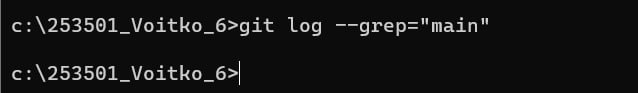 c:\253501_Voitko_6>git log --grep="main"
c:\253501_Voitko_6>